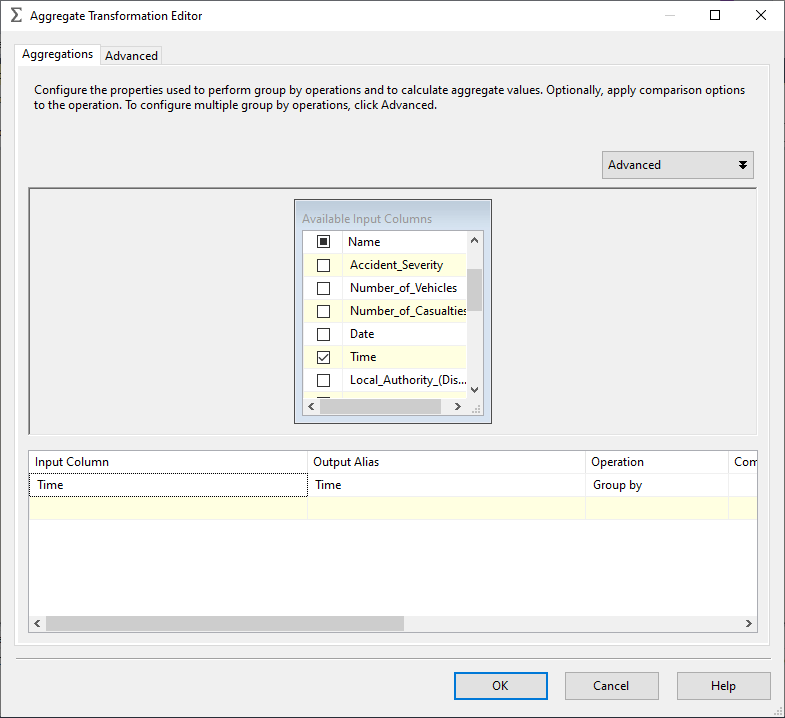 Aggregate Transformation Editor
Aggregations
Advanced
Configure the properties used to perform group by operations and to calculate aggregate values. Optionally, apply comparison options
to the operation. To configure multiple group by operations, click Advanced.
Advanced
Available Input Columns
Name
Accident_Severity
Number_of_Vehicles
Number_of_Casualties
Date
Time
Local_Authority_(Dis...
Input Column Output Alias Operation Com
Time Time Group by
OK Cancel Help